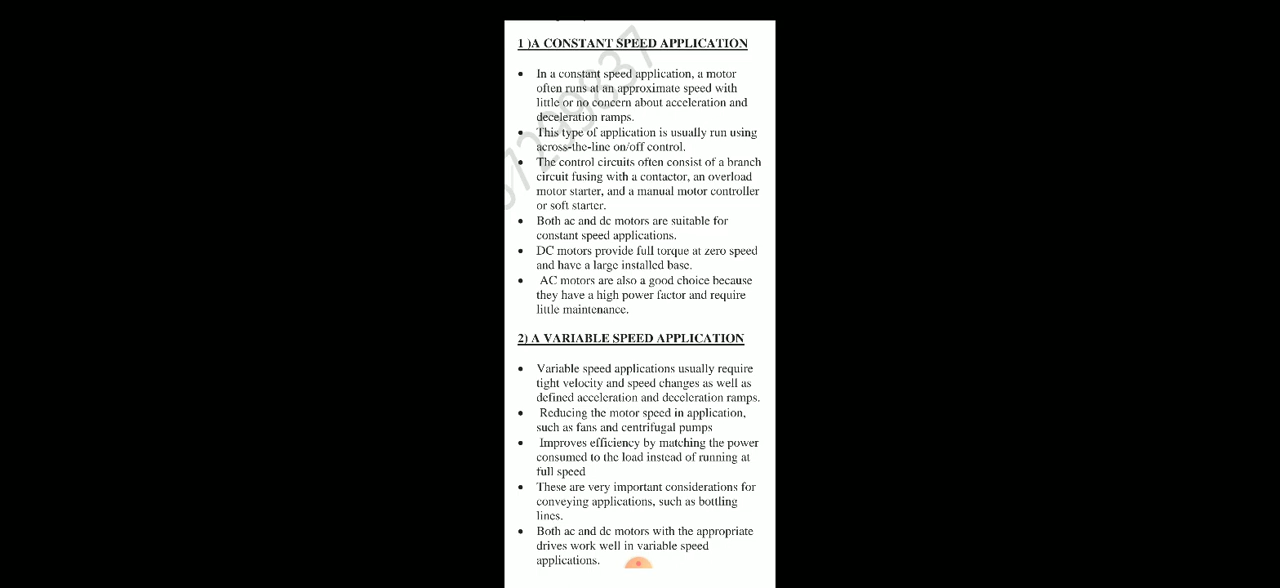 1 )A CONSTANT SPEED APPLICATION
• In a constant speed application, a motor
often runs at an approximate speed with
little or no concern about acceleration and
deceleration ramps.
• This type of application is usually run using
across-the-line on/off control.
• The control circuits often consist of a branch
circuit fusing with a contactor, an overload
motor starter, and a manual motor controller
or soft starter.
• Both ac and dc motors are suitable for
constant speed applications.
• DC motors provide full torque at zero speed
and have a large installed base.
• AC motors are also a good choice because
they have a high power factor and require
little maintenance.
2) A VARIABLE SPEED APPLICATION
• Variable speed applications usually require
tight velocity and speed changes as well as
defined acceleration and deceleration ramps.
• Reducing the motor speed in application,
such as fans and centrifugal pumps
• Improves efficiency by matching the power
consumed to the load instead of running at
full speed
• These are very important considerations for
conveying applications, such as bottling
lines.
• Both ac and dc motors with the appropriate
drives work well in variable speed
applications.